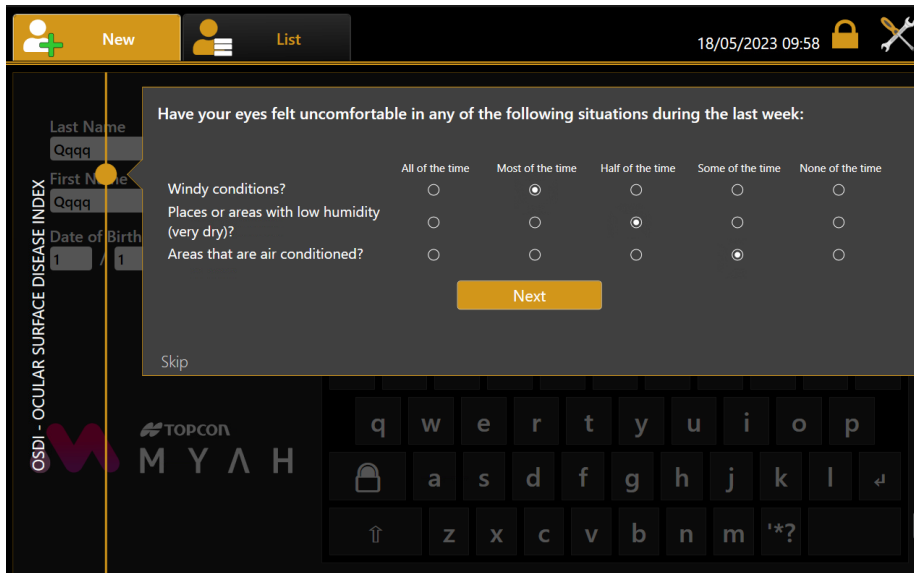 New
List
18/05/2023 09:58
Last Name
Qqqq
First Name
Qqqq
Date of Birth
1 / 1
OSDI - OCULAR SURFACE DISEASE INDEX
Have your eyes felt uncomfortable in any of the following situations during the last week:
All of the time Most of the time Half of the time Some of the time None of the time
Windy conditions?
Places or areas with low humidity
(very dry)?
Areas that are air conditioned?
Next
Skip
TOPCON
MYAH
q w e r t y u i o p
a s d f g h j k l
z x c v b n m '*?